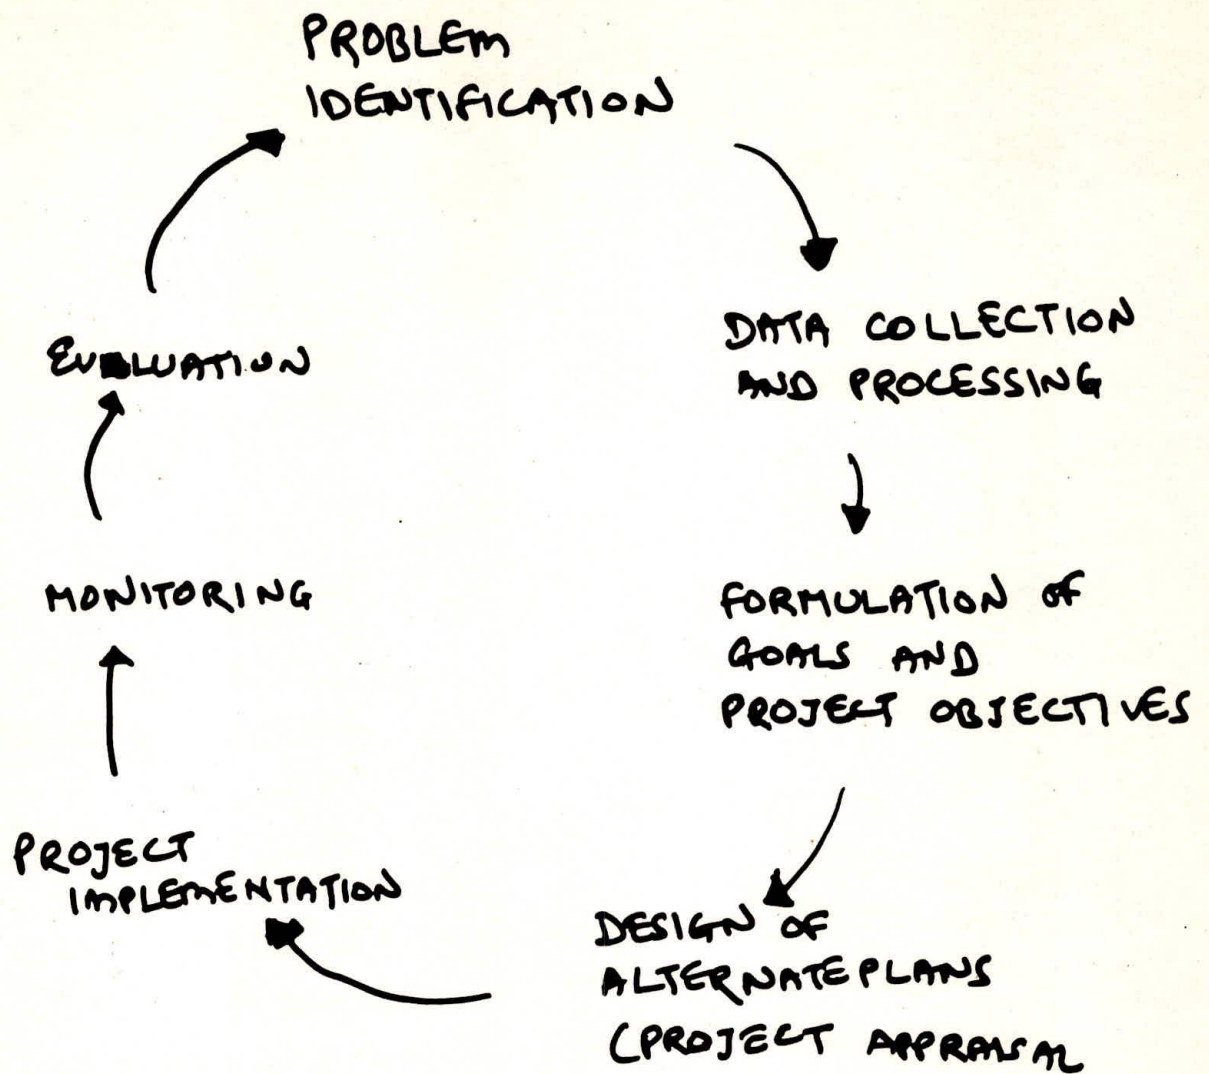 PROBLEM
IDENTIFICATION
DATA COLLECTION
AND PROCESSING
FORMULATION OF
GOALS AND
PROJECT OBJECTIVES
DESIGN OF
ALTERNATE PLANS
(PROJECT APPRAISAL
PROJECT
IMPLEMENTATION
MONITORING
EVALUATION